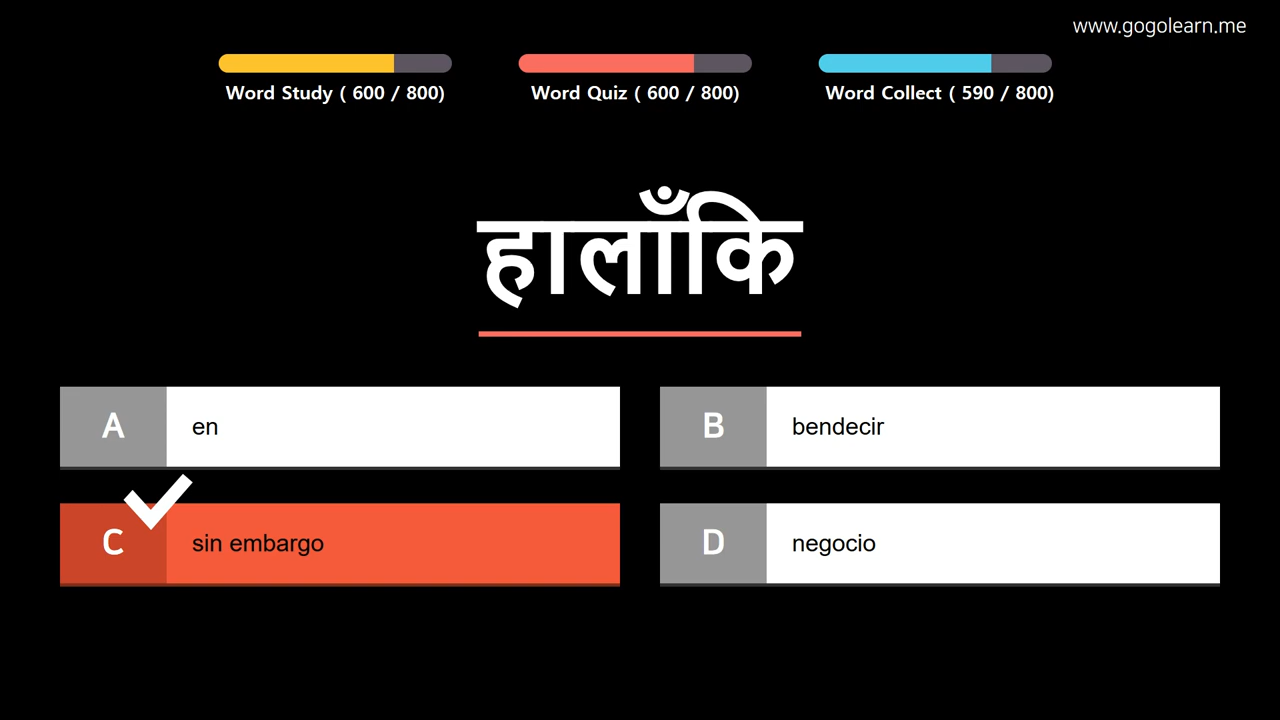 www.gogolearn.me
Word Study ( 600 / 800)
Word Quiz ( 600 / 800)
Word Collect ( 590 / 800)
हालाँकि
A en
B bendecir
C sin embargo
D negocio